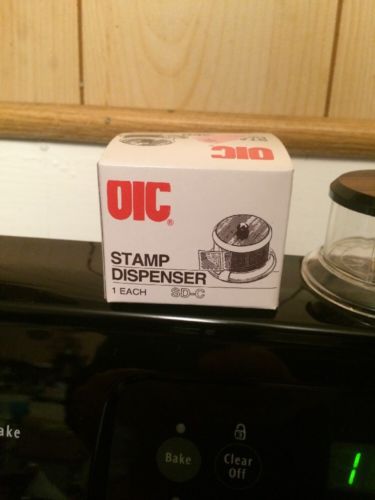 OIC
OIC®
STAMP
DISPENSER
1 EACH SD-C
ake
Bake
Clear
Off
1